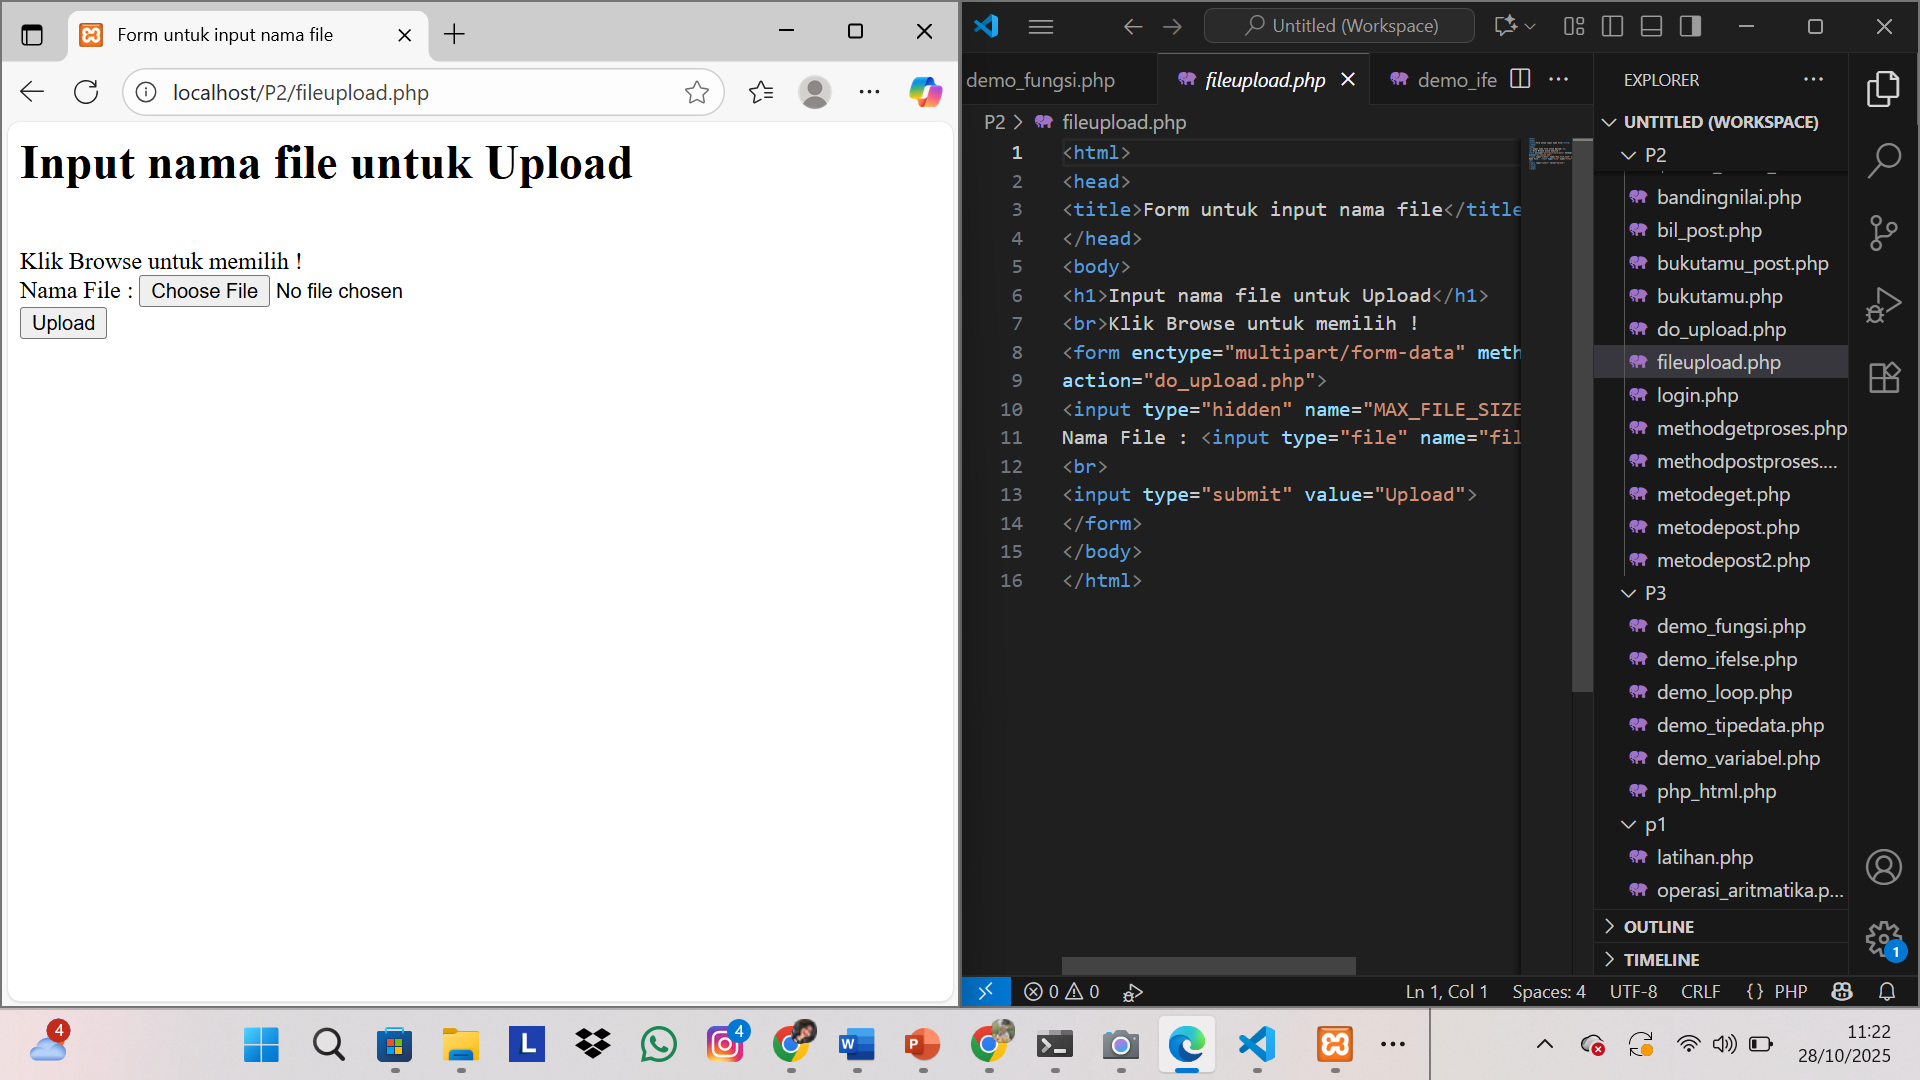 Form untuk input nama file
localhost/P2/fileupload.php
Input nama file untuk Upload
Klik Browse untuk memilih !
Nama File : Choose File No file chosen
Upload
Untitled (Workspace)
demo_fungsi.php
fileupload.php
demo_ife
P2 > fileupload.php
1 <html>
2 <head>
3 <title>Form untuk input nama file</title
4 </head>
5 <body>
6 <h1>Input nama file untuk Upload</h1>
7 <br>Klik Browse untuk memilih !
8 <form enctype="multipart/form-data" meth
9 action="do_upload.php">
10 <input type="hidden" name="MAX_FILE_SIZE
11 Nama File : <input type="file" name="fil
12 <br>
13 <input type="submit" value="Upload">
14 </form>
15 </body>
16 </html>
EXPLORER
UNTITLED (WORKSPACE)
P2
bandingnilai.php
bil_post.php
bukutamu_post.php
bukutamu.php
do_upload.php
fileupload.php
login.php
methodgetproses.php
methodpostproses....
metodeget.php
metodepost.php
metodepost2.php
P3
demo_fungsi.php
demo_ifelse.php
demo_loop.php
demo_tipedata.php
demo_variabel.php
php_html.php
p1
latihan.php
operasi_aritmatika.p...
OUTLINE
TIMELINE
1
0 0
Ln 1, Col 1
Spaces: 4
UTF-8
CRLF
{} PHP
4
L
4
W
P
11:22
28/10/2025